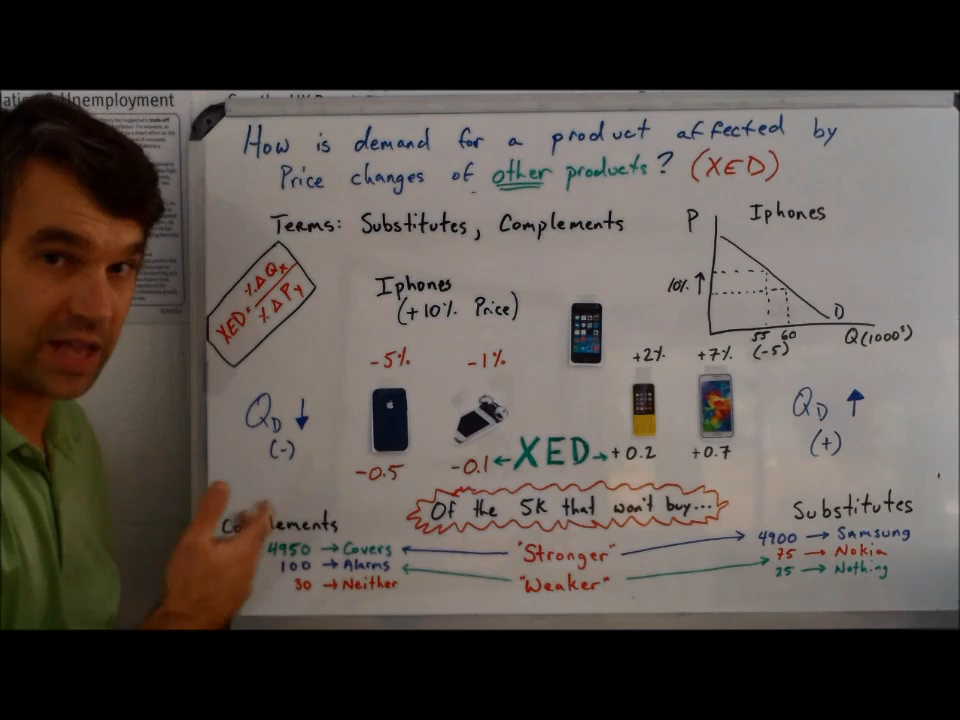 Unemployment
How is demand for a product affected by
Price changes of other products? (XED)
Terms: Substitutes, Complements
P Iphones
XED = %ΔQx / %ΔPy
Iphones
(+10% Price)
10% ↑
D
55 60 Q(1000's)
(-5)
-5% -1% +2% +7%
QD ↓ QD ↑
(-) (+)
-0.5 -0.1 ← XED → +0.2 +0.7
Of the 5K that won't buy...
Substitutes
4950 → Covers "Stronger" 4900 → Samsung
100 → Alarms 75 → Nokia
30 → Neither "Weaker" 25 → Nothing